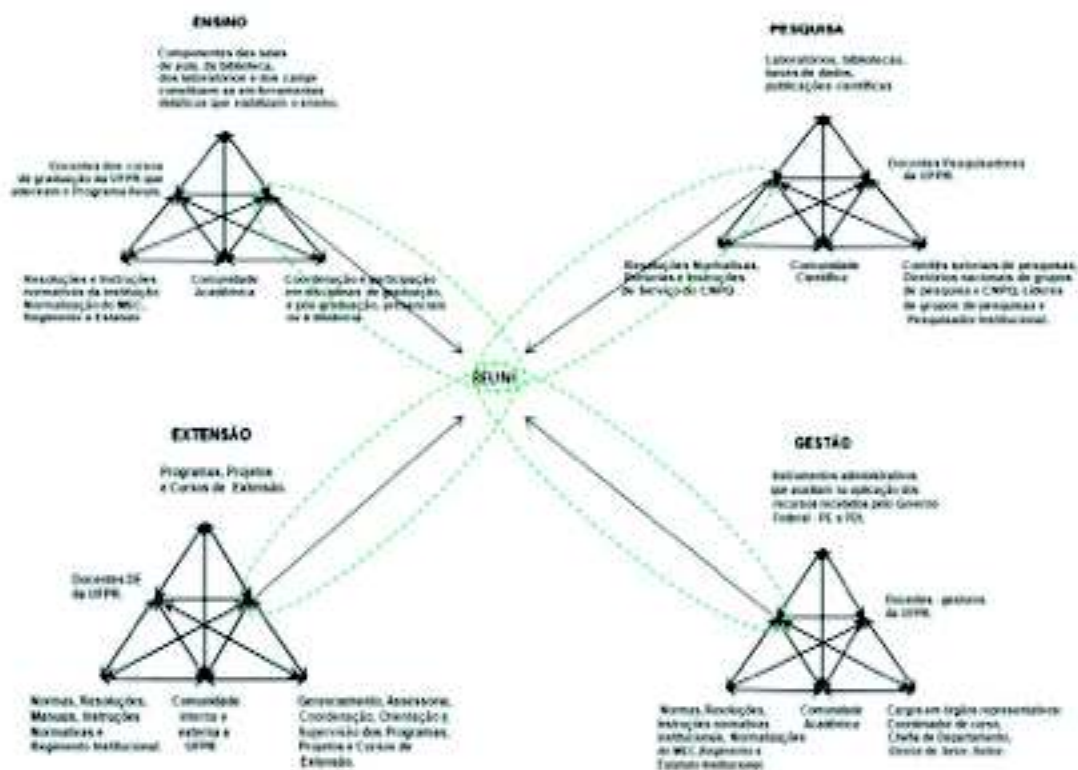 ENSINO
Componentes das salas
de aula, da biblioteca,
dos laboratórios e dos campi
constituem-se em ferramentas
didáticas que viabilizam o ensino.
Docentes dos cursos
de graduação da UFPR que
aderiram o Programa Reuni.
Resoluções e Instruções
normativas da Instituição
Normatização do MEC,
Regimento e Estatuto
Comunidade
Acadêmica
Coordenação e participação
em disciplinas de graduação,
e pós-graduação, presenciais
ou a distância
PESQUISA
Laboratórios, bibliotecas,
bases de dados,
publicações científicas
Docentes Pesquisadores
da UFPR
Resoluções Normativas,
e Instruções
de Serviço do CNPQ
Comunidade
Científica
Comitês setoriais de pesquisas,
Diretórios nacionais de grupos
de pesquisa e CNPQ, Líderes
de grupos de pesquisas e
Pesquisador Institucional.
REUNI
EXTENSÃO
Programas, Projetos
e Cursos de Extensão.
Docentes DE
da UFPR
Normas, Resoluções,
Manuais, Instruções
Normativas e
Regimento Institucional.
Comunidade
interna e
externa a
UFPR
Gerenciamento, Assessoria,
Coordenação, Orientação e
Supervisão dos Programas,
Projetos e Cursos de
Extensão.
GESTÃO
Instrumentos administrativos
que auxiliam na aplicação dos
recursos recebidos pelo Governo
Federal - PE e PDI.
Docentes gestores
da UFPR
Normas, Resoluções,
Instruções normativas
institucionais, Normatizações
do MEC, Regimento e
Estatuto Institucional
Comunidade
Acadêmica
Cargos em órgãos representativos:
Coordenador de curso,
Chefia de Departamento,
Diretor de Setor, Reitor.